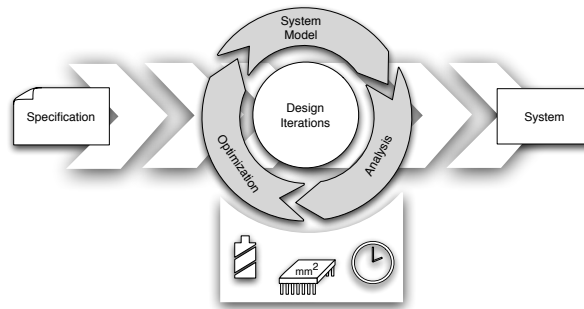 System
Model
Specification
Design
Iterations
System
Optimization
Analysis
mm²